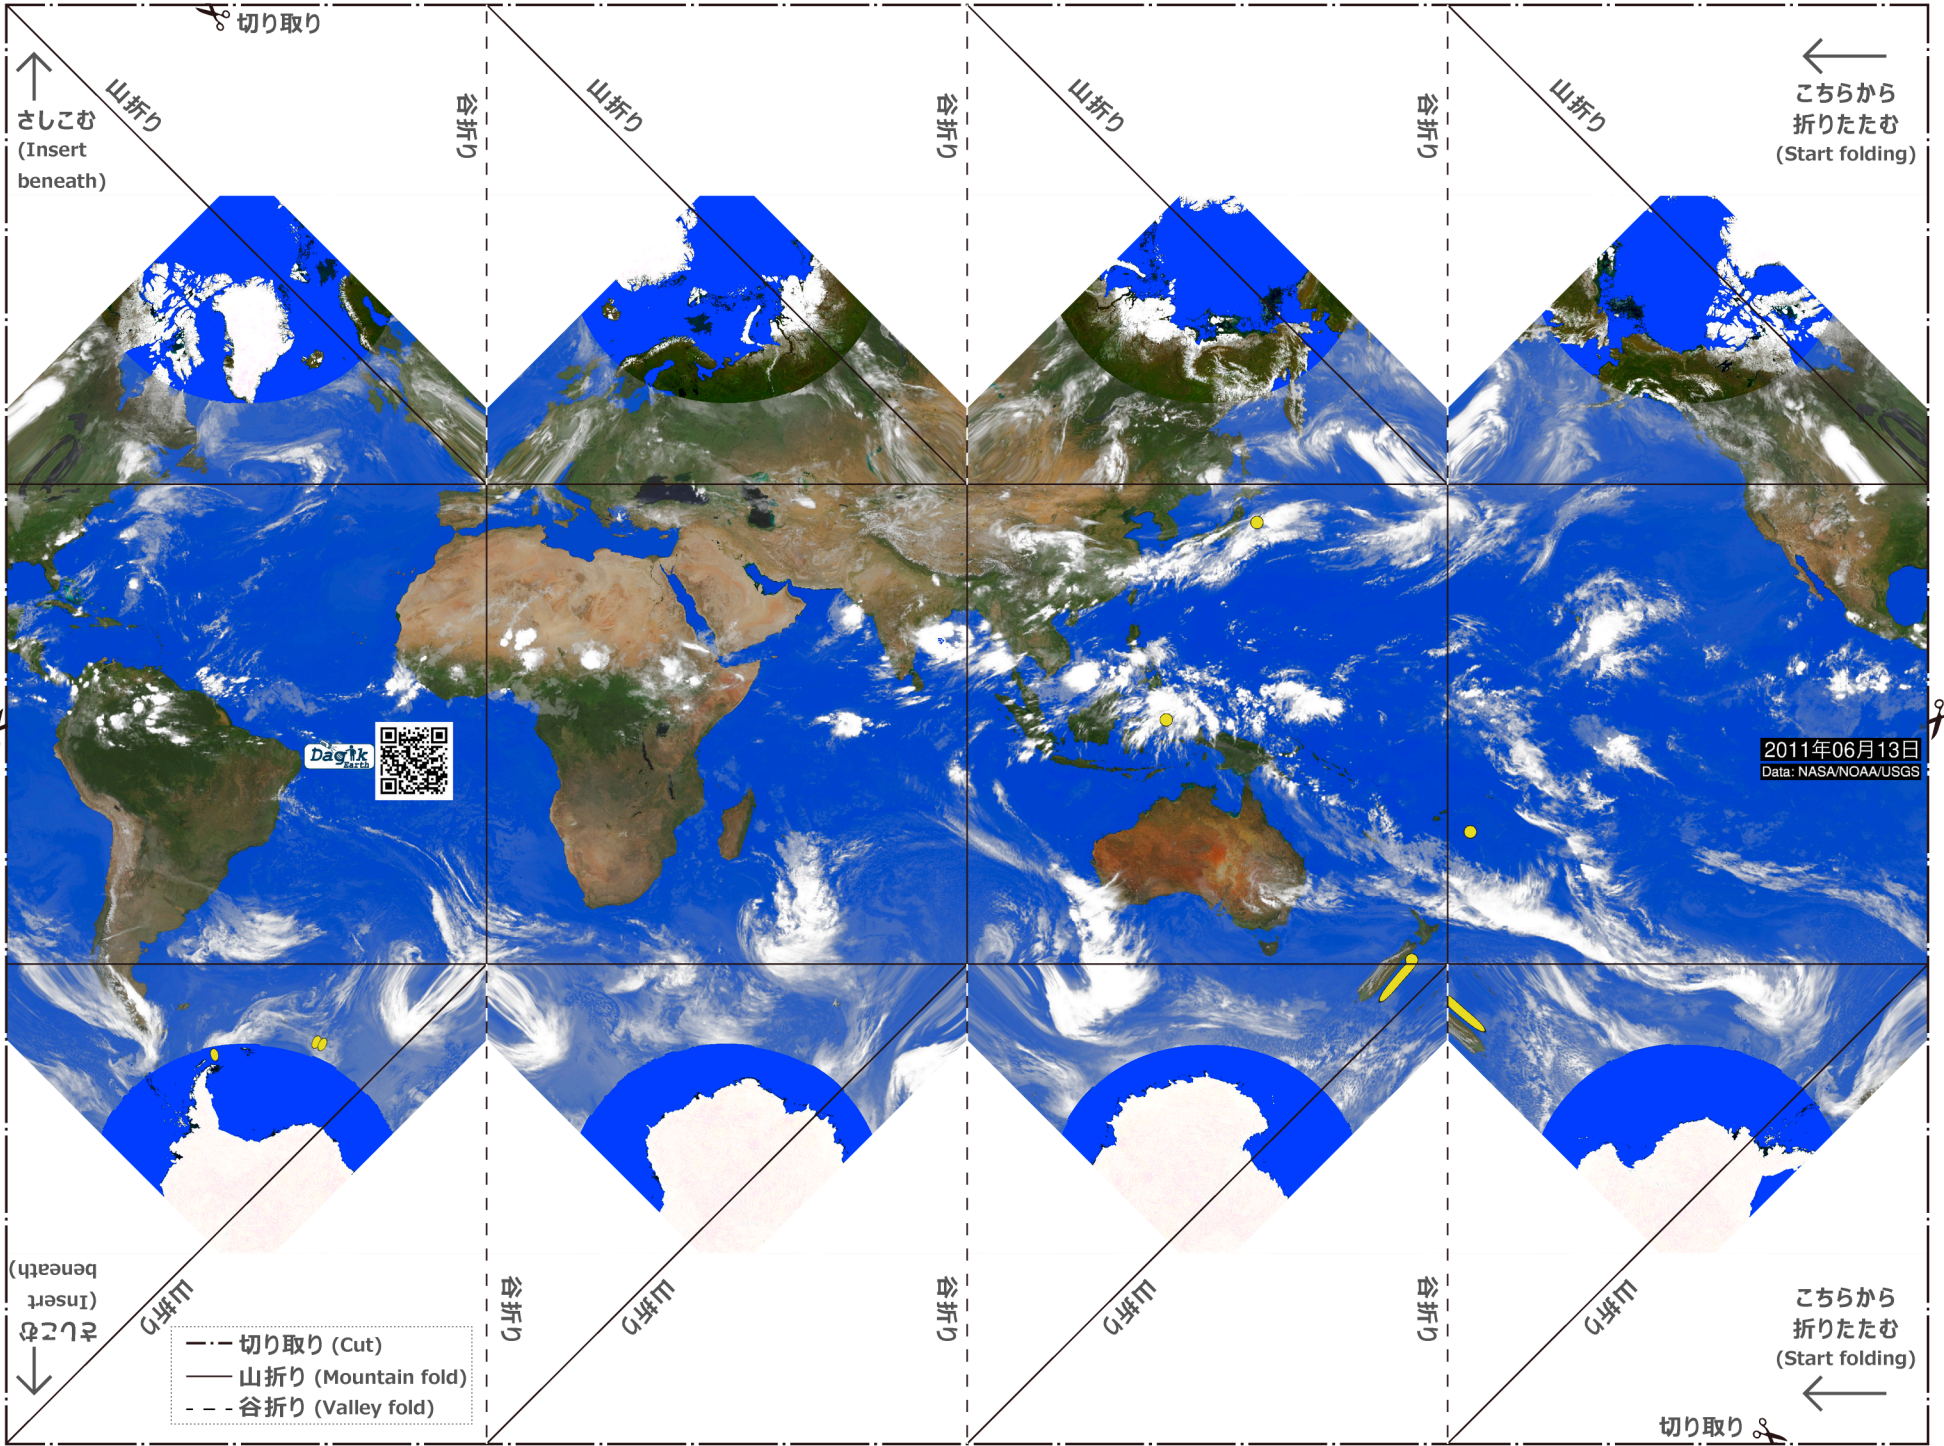 切り取り
山折り
谷折り
山折り
谷折り
山折り
谷折り
山折り
さしこむ
(Insert
beneath)
こちらから
折りたたむ
(Start folding)
Dagik
Earth
2011年06月13日
Data: NASA/NOAA/USGS
さしこむ
(Insert
beneath)
山折り
谷折り
山折り
谷折り
山折り
谷折り
山折り
こちらから
折りたたむ
(Start folding)
切り取り (Cut)
山折り (Mountain fold)
谷折り (Valley fold)
切り取り